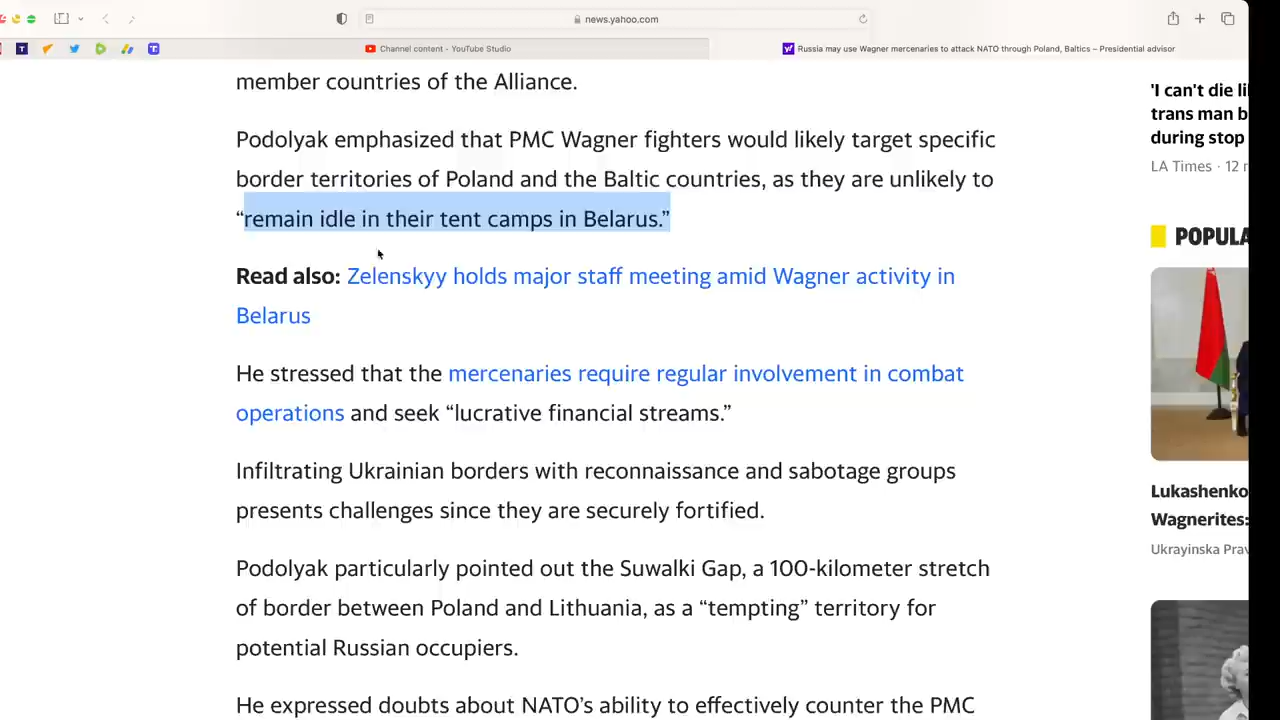 news.yahoo.com
Channel content - YouTube Studio
Russia may use Wagner mercenaries to attack NATO through Poland, Baltics – Presidential advisor
member countries of the Alliance.
Podolyak emphasized that PMC Wagner fighters would likely target specific
border territories of Poland and the Baltic countries, as they are unlikely to
“remain idle in their tent camps in Belarus.”
Read also: Zelenskyy holds major staff meeting amid Wagner activity in
Belarus
He stressed that the mercenaries require regular involvement in combat
operations and seek “lucrative financial streams.”
Infiltrating Ukrainian borders with reconnaissance and sabotage groups
presents challenges since they are securely fortified.
Podolyak particularly pointed out the Suwalki Gap, a 100-kilometer stretch
of border between Poland and Lithuania, as a “tempting” territory for
potential Russian occupiers.
He expressed doubts about NATO’s ability to effectively counter the PMC
'I can't die li
trans man b
during stop
LA Times · 12 r
POPULA
Lukashenko
Wagnerites:
Ukrayinska Prav